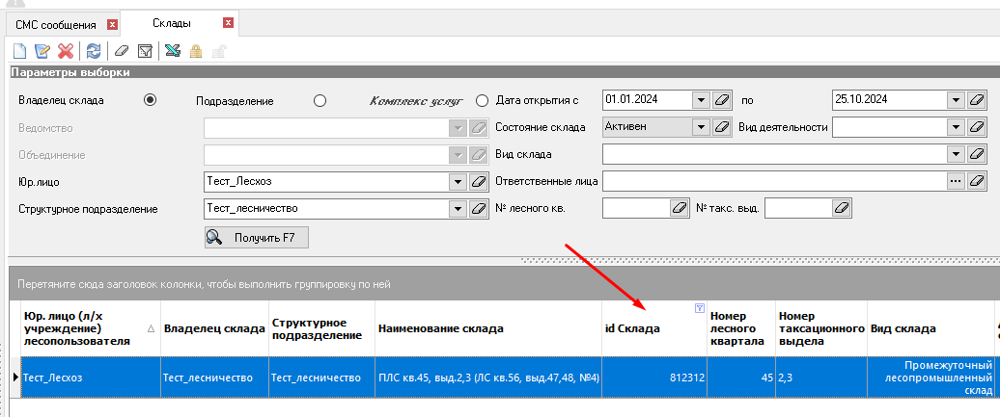 СМС сообщения
Склады
Параметры выборки
Владелец склада
Подразделение
Комплекс услуг
Дата открытия с
01.01.2024
по
25.10.2024
Ведомство
Состояние склада
Активен
Вид деятельности
Объединение
Вид склада
Юр.лицо
Тест_Лесхоз
Ответственные лица
Структурное подразделение
Тест_лесничество
№ лесного кв.
№ такс. выд.
Получить F7
Перетяните сюда заголовок колонки, чтобы выполнить группировку по ней
Юр. лицо (л/х
учреждение)
лесопользователя
Владелец склада
Структурное
подразделение
Наименование склада
id Склада
Номер
лесного
квартала
Номер
таксационного
выдела
Вид склада
Тест_Лесхоз
Тест_лесничество
Тест_лесничество
ПЛС кв.45, выд.2,3 (ЛС кв.56, выд.47,48, №4)
812312
45
2,3
Промежуточный
лесопромышленный
склад